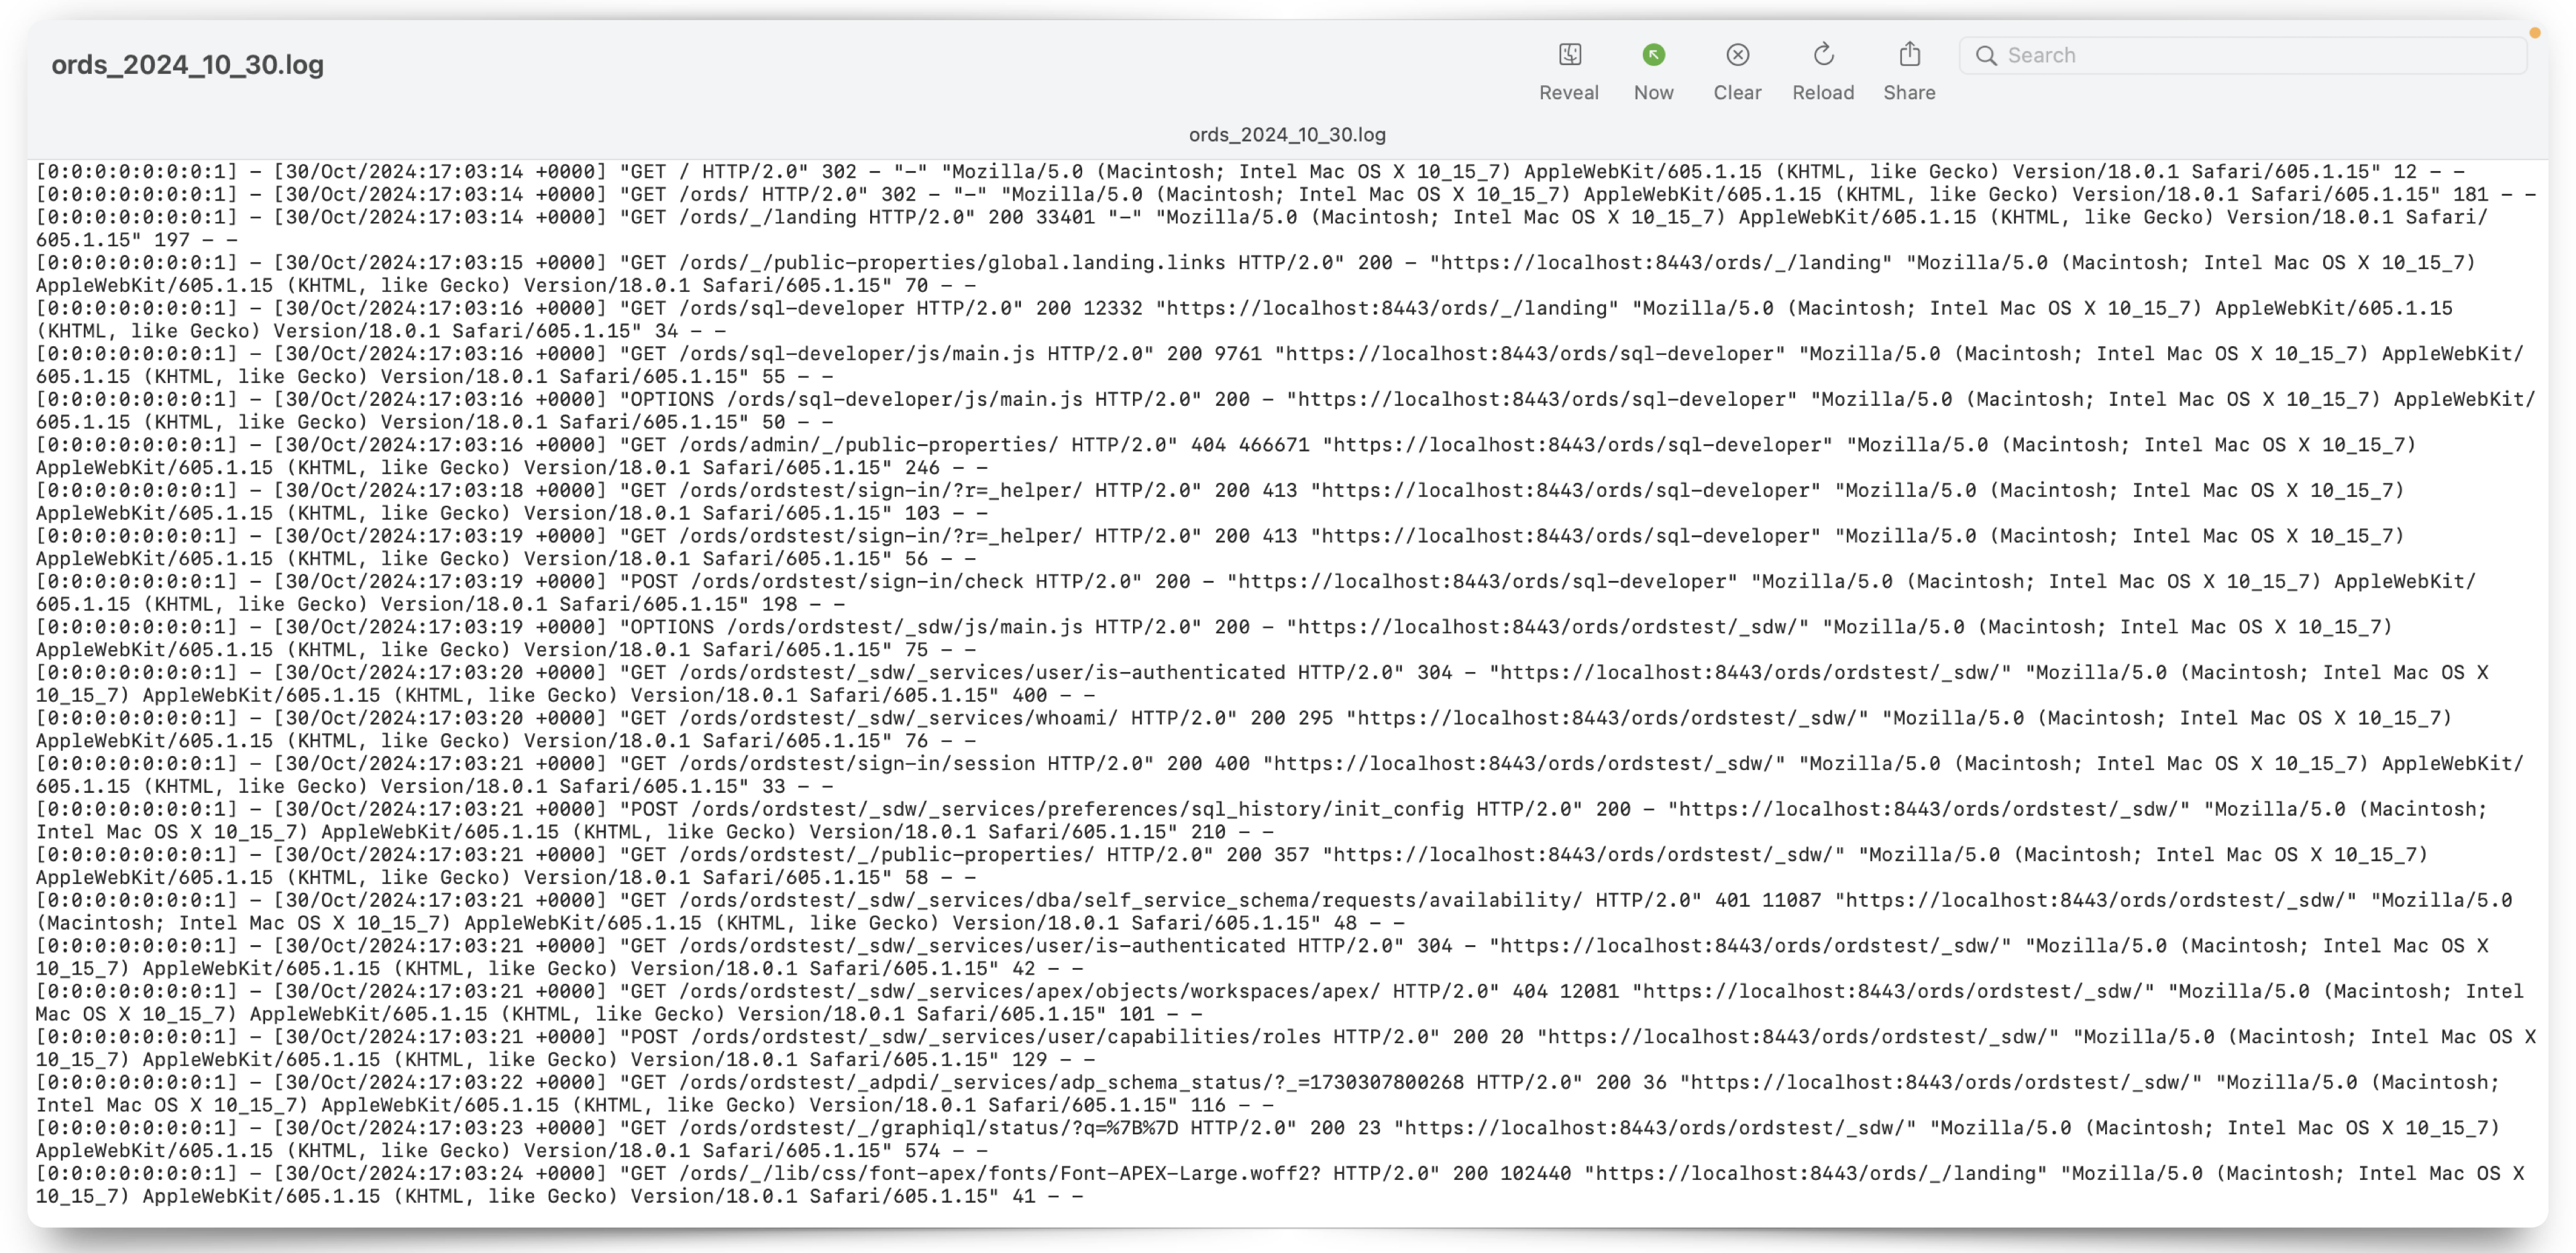 ords_2024_10_30.log
Reveal
Now
Clear
Reload
Share
Search
ords_2024_10_30.log
[0:0:0:0:0:0:0:1] - [30/Oct/2024:17:03:14 +0000] "GET / HTTP/2.0" 302 - "-" "Mozilla/5.0 (Macintosh; Intel Mac OS X 10_15_7) AppleWebKit/605.1.15 (KHTML, like Gecko) Version/18.0.1 Safari/605.1.15" 12 - -
[0:0:0:0:0:0:0:1] - [30/Oct/2024:17:03:14 +0000] "GET /ords/ HTTP/2.0" 302 - "-" "Mozilla/5.0 (Macintosh; Intel Mac OS X 10_15_7) AppleWebKit/605.1.15 (KHTML, like Gecko) Version/18.0.1 Safari/605.1.15" 181 - -
[0:0:0:0:0:0:0:1] - [30/Oct/2024:17:03:14 +0000] "GET /ords/_/landing HTTP/2.0" 200 33401 "-" "Mozilla/5.0 (Macintosh; Intel Mac OS X 10_15_7) AppleWebKit/605.1.15 (KHTML, like Gecko) Version/18.0.1 Safari/
605.1.15" 197 - -
[0:0:0:0:0:0:0:1] - [30/Oct/2024:17:03:15 +0000] "GET /ords/_/public-properties/global.landing.links HTTP/2.0" 200 - "https://localhost:8443/ords/_/landing" "Mozilla/5.0 (Macintosh; Intel Mac OS X 10_15_7)
AppleWebKit/605.1.15 (KHTML, like Gecko) Version/18.0.1 Safari/605.1.15" 70 - -
[0:0:0:0:0:0:0:1] - [30/Oct/2024:17:03:16 +0000] "GET /ords/sql-developer HTTP/2.0" 200 12332 "https://localhost:8443/ords/_/landing" "Mozilla/5.0 (Macintosh; Intel Mac OS X 10_15_7) AppleWebKit/605.1.15
(KHTML, like Gecko) Version/18.0.1 Safari/605.1.15" 34 - -
[0:0:0:0:0:0:0:1] - [30/Oct/2024:17:03:16 +0000] "GET /ords/sql-developer/js/main.js HTTP/2.0" 200 9761 "https://localhost:8443/ords/sql-developer" "Mozilla/5.0 (Macintosh; Intel Mac OS X 10_15_7) AppleWebKit/
605.1.15 (KHTML, like Gecko) Version/18.0.1 Safari/605.1.15" 55 - -
[0:0:0:0:0:0:0:1] - [30/Oct/2024:17:03:16 +0000] "OPTIONS /ords/sql-developer/js/main.js HTTP/2.0" 200 - "https://localhost:8443/ords/sql-developer" "Mozilla/5.0 (Macintosh; Intel Mac OS X 10_15_7) AppleWebKit/
605.1.15 (KHTML, like Gecko) Version/18.0.1 Safari/605.1.15" 50 - -
[0:0:0:0:0:0:0:1] - [30/Oct/2024:17:03:16 +0000] "GET /ords/admin/_/public-properties/ HTTP/2.0" 404 466671 "https://localhost:8443/ords/sql-developer" "Mozilla/5.0 (Macintosh; Intel Mac OS X 10_15_7)
AppleWebKit/605.1.15 (KHTML, like Gecko) Version/18.0.1 Safari/605.1.15" 246 - -
[0:0:0:0:0:0:0:1] - [30/Oct/2024:17:03:18 +0000] "GET /ords/ordstest/sign-in/?r=_helper/ HTTP/2.0" 200 413 "https://localhost:8443/ords/sql-developer" "Mozilla/5.0 (Macintosh; Intel Mac OS X 10_15_7)
AppleWebKit/605.1.15 (KHTML, like Gecko) Version/18.0.1 Safari/605.1.15" 103 - -
[0:0:0:0:0:0:0:1] - [30/Oct/2024:17:03:19 +0000] "GET /ords/ordstest/sign-in/?r=_helper/ HTTP/2.0" 200 413 "https://localhost:8443/ords/sql-developer" "Mozilla/5.0 (Macintosh; Intel Mac OS X 10_15_7)
AppleWebKit/605.1.15 (KHTML, like Gecko) Version/18.0.1 Safari/605.1.15" 56 - -
[0:0:0:0:0:0:0:1] - [30/Oct/2024:17:03:19 +0000] "POST /ords/ordstest/sign-in/check HTTP/2.0" 200 - "https://localhost:8443/ords/sql-developer" "Mozilla/5.0 (Macintosh; Intel Mac OS X 10_15_7) AppleWebKit/
605.1.15 (KHTML, like Gecko) Version/18.0.1 Safari/605.1.15" 198 - -
[0:0:0:0:0:0:0:1] - [30/Oct/2024:17:03:19 +0000] "OPTIONS /ords/ordstest/_sdw/js/main.js HTTP/2.0" 200 - "https://localhost:8443/ords/ordstest/_sdw/" "Mozilla/5.0 (Macintosh; Intel Mac OS X 10_15_7)
AppleWebKit/605.1.15 (KHTML, like Gecko) Version/18.0.1 Safari/605.1.15" 75 - -
[0:0:0:0:0:0:0:1] - [30/Oct/2024:17:03:20 +0000] "GET /ords/ordstest/_sdw/_services/user/is-authenticated HTTP/2.0" 304 - "https://localhost:8443/ords/ordstest/_sdw/" "Mozilla/5.0 (Macintosh; Intel Mac OS X
10_15_7) AppleWebKit/605.1.15 (KHTML, like Gecko) Version/18.0.1 Safari/605.1.15" 400 - -
[0:0:0:0:0:0:0:1] - [30/Oct/2024:17:03:20 +0000] "GET /ords/ordstest/_sdw/_services/whoami/ HTTP/2.0" 200 295 "https://localhost:8443/ords/ordstest/_sdw/" "Mozilla/5.0 (Macintosh; Intel Mac OS X 10_15_7)
AppleWebKit/605.1.15 (KHTML, like Gecko) Version/18.0.1 Safari/605.1.15" 76 - -
[0:0:0:0:0:0:0:1] - [30/Oct/2024:17:03:21 +0000] "GET /ords/ordstest/sign-in/session HTTP/2.0" 200 400 "https://localhost:8443/ords/ordstest/_sdw/" "Mozilla/5.0 (Macintosh; Intel Mac OS X 10_15_7) AppleWebKit/
605.1.15 (KHTML, like Gecko) Version/18.0.1 Safari/605.1.15" 33 - -
[0:0:0:0:0:0:0:1] - [30/Oct/2024:17:03:21 +0000] "POST /ords/ordstest/_sdw/_services/preferences/sql_history/init_config HTTP/2.0" 200 - "https://localhost:8443/ords/ordstest/_sdw/" "Mozilla/5.0 (Macintosh;
Intel Mac OS X 10_15_7) AppleWebKit/605.1.15 (KHTML, like Gecko) Version/18.0.1 Safari/605.1.15" 210 - -
[0:0:0:0:0:0:0:1] - [30/Oct/2024:17:03:21 +0000] "GET /ords/ordstest/_/public-properties/ HTTP/2.0" 200 357 "https://localhost:8443/ords/ordstest/_sdw/" "Mozilla/5.0 (Macintosh; Intel Mac OS X 10_15_7)
AppleWebKit/605.1.15 (KHTML, like Gecko) Version/18.0.1 Safari/605.1.15" 58 - -
[0:0:0:0:0:0:0:1] - [30/Oct/2024:17:03:21 +0000] "GET /ords/ordstest/_sdw/_services/dba/self_service_schema/requests/availability/ HTTP/2.0" 401 11087 "https://localhost:8443/ords/ordstest/_sdw/" "Mozilla/5.0
(Macintosh; Intel Mac OS X 10_15_7) AppleWebKit/605.1.15 (KHTML, like Gecko) Version/18.0.1 Safari/605.1.15" 48 - -
[0:0:0:0:0:0:0:1] - [30/Oct/2024:17:03:21 +0000] "GET /ords/ordstest/_sdw/_services/user/is-authenticated HTTP/2.0" 304 - "https://localhost:8443/ords/ordstest/_sdw/" "Mozilla/5.0 (Macintosh; Intel Mac OS X
10_15_7) AppleWebKit/605.1.15 (KHTML, like Gecko) Version/18.0.1 Safari/605.1.15" 42 - -
[0:0:0:0:0:0:0:1] - [30/Oct/2024:17:03:21 +0000] "GET /ords/ordstest/_sdw/_services/apex/objects/workspaces/apex/ HTTP/2.0" 404 12081 "https://localhost:8443/ords/ordstest/_sdw/" "Mozilla/5.0 (Macintosh; Intel
Mac OS X 10_15_7) AppleWebKit/605.1.15 (KHTML, like Gecko) Version/18.0.1 Safari/605.1.15" 101 - -
[0:0:0:0:0:0:0:1] - [30/Oct/2024:17:03:21 +0000] "POST /ords/ordstest/_sdw/_services/user/capabilities/roles HTTP/2.0" 200 20 "https://localhost:8443/ords/ordstest/_sdw/" "Mozilla/5.0 (Macintosh; Intel Mac OS X
10_15_7) AppleWebKit/605.1.15 (KHTML, like Gecko) Version/18.0.1 Safari/605.1.15" 129 - -
[0:0:0:0:0:0:0:1] - [30/Oct/2024:17:03:22 +0000] "GET /ords/ordstest/_adpdi/_services/adp_schema_status/?_=1730307800268 HTTP/2.0" 200 36 "https://localhost:8443/ords/ordstest/_sdw/" "Mozilla/5.0 (Macintosh;
Intel Mac OS X 10_15_7) AppleWebKit/605.1.15 (KHTML, like Gecko) Version/18.0.1 Safari/605.1.15" 116 - -
[0:0:0:0:0:0:0:1] - [30/Oct/2024:17:03:23 +0000] "GET /ords/ordstest/_/graphiql/status/?q=%7B%7D HTTP/2.0" 200 23 "https://localhost:8443/ords/ordstest/_sdw/" "Mozilla/5.0 (Macintosh; Intel Mac OS X 10_15_7)
AppleWebKit/605.1.15 (KHTML, like Gecko) Version/18.0.1 Safari/605.1.15" 574 - -
[0:0:0:0:0:0:0:1] - [30/Oct/2024:17:03:24 +0000] "GET /ords/_/lib/css/font-apex/fonts/Font-APEX-Large.woff2? HTTP/2.0" 200 102440 "https://localhost:8443/ords/_/landing" "Mozilla/5.0 (Macintosh; Intel Mac OS X
10_15_7) AppleWebKit/605.1.15 (KHTML, like Gecko) Version/18.0.1 Safari/605.1.15" 41 - -